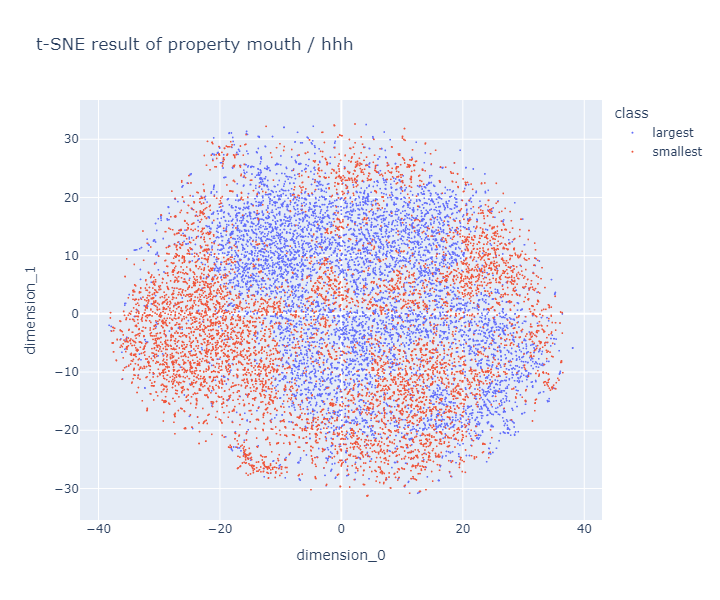 t-SNE result of property mouth / hhh
class
largest
smallest
30
20
10
0
−10
−20
−30
dimension_1
−40
−20
0
20
40
dimension_0